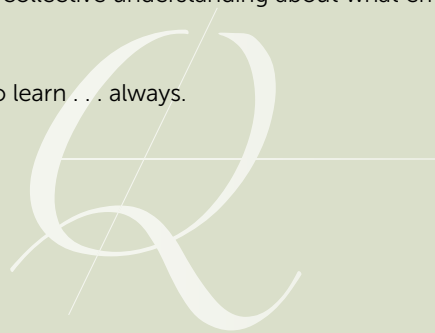 collective understanding about what
learn . . . always.
Q